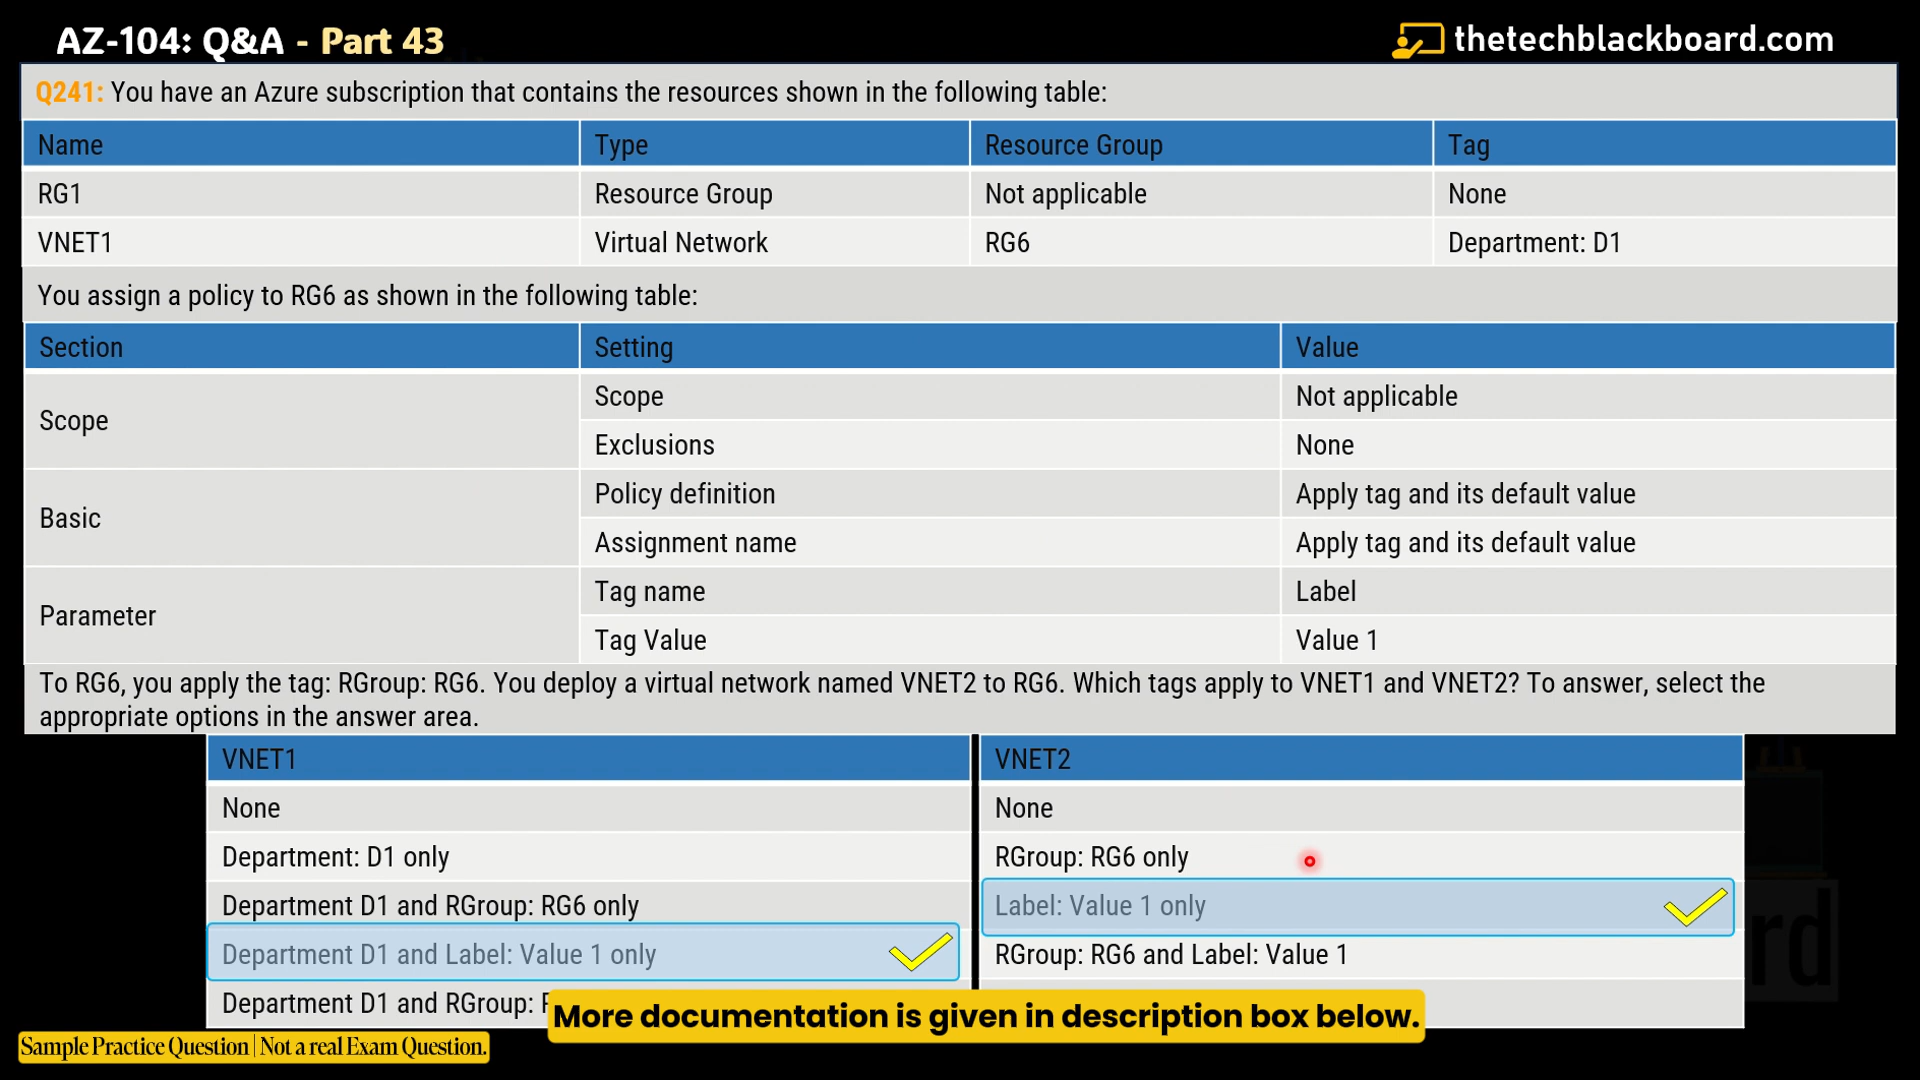 AZ-104: Q&A - Part 43
thetechblackboard.com
Q241: You have an Azure subscription that contains the resources shown in the following table:
Name Type Resource Group Tag
RG1 Resource Group Not applicable None
VNET1 Virtual Network RG6 Department: D1
You assign a policy to RG6 as shown in the following table:
Section Setting Value
Scope Scope Not applicable
Exclusions None
Basic Policy definition Apply tag and its default value
Assignment name Apply tag and its default value
Parameter Tag name Label
Tag Value Value 1
To RG6, you apply the tag: RGroup: RG6. You deploy a virtual network named VNET2 to RG6. Which tags apply to VNET1 and VNET2? To answer, select the
appropriate options in the answer area.
VNET1 VNET2
None None
Department: D1 only RGroup: RG6 only
Department D1 and RGroup: RG6 only Label: Value 1 only
Department D1 and Label: Value 1 only RGroup: RG6 and Label: Value 1
Department D1 and RGroup:
More documentation is given in description box below.
Sample Practice Question | Not a real Exam Question.